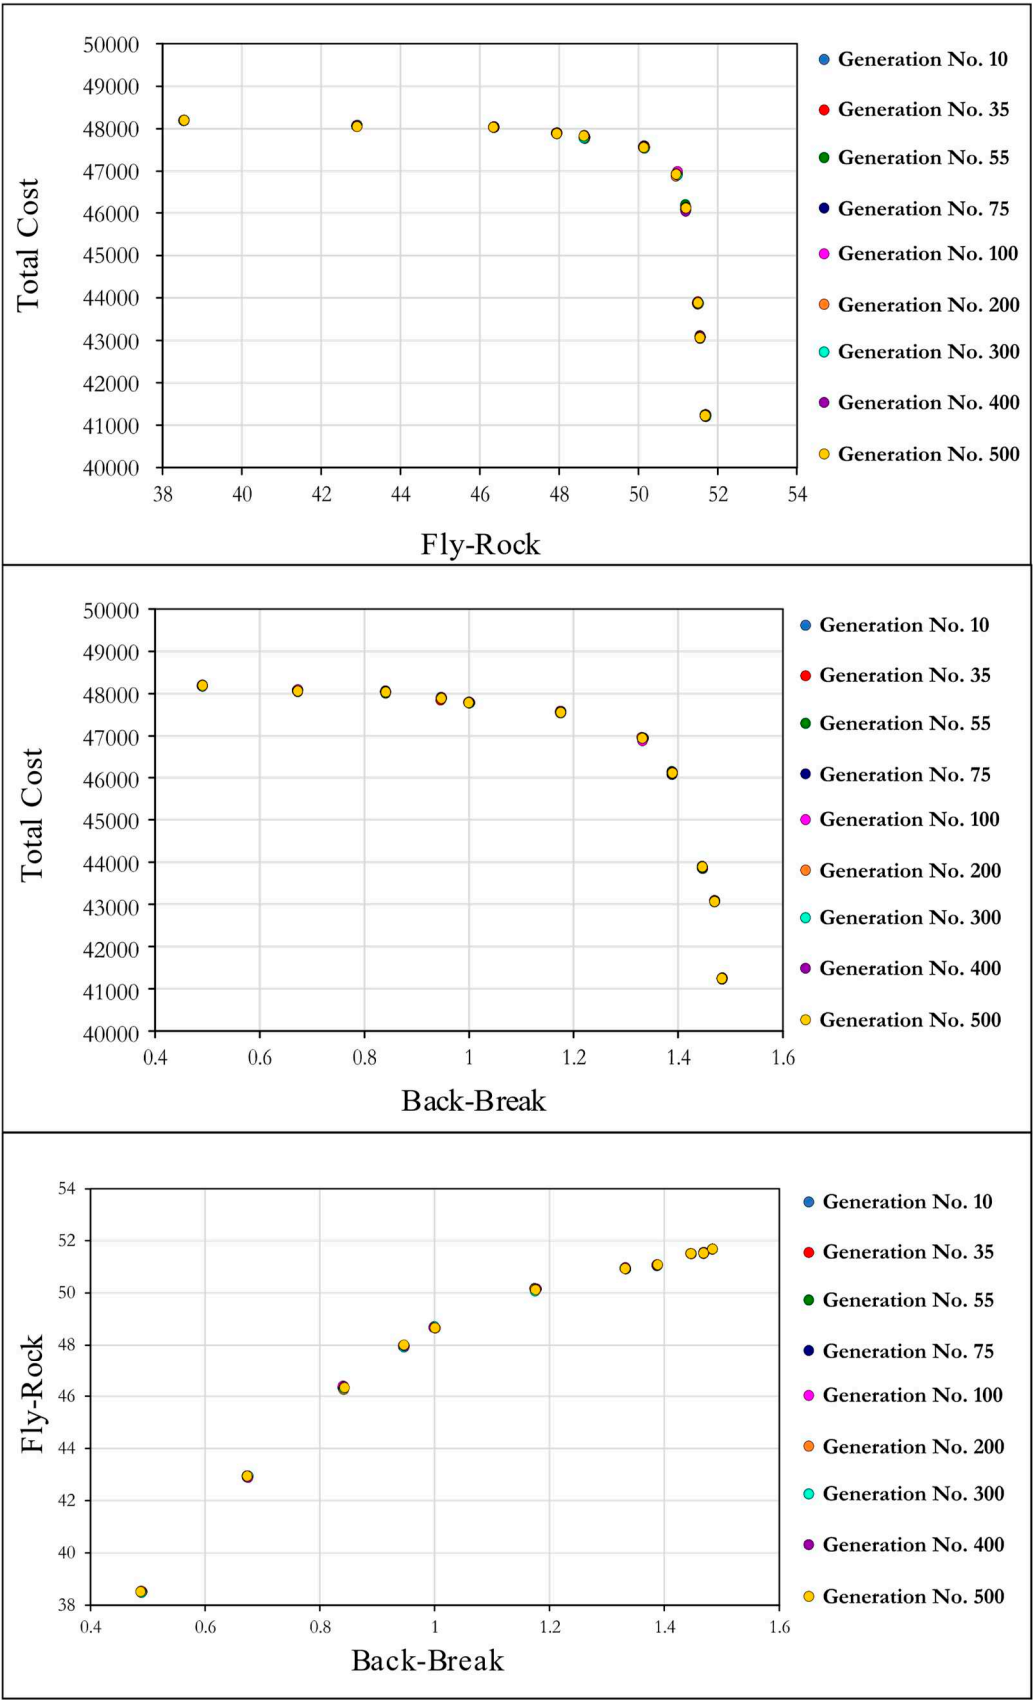 50000
49000
48000
47000
46000
45000
44000
43000
42000
41000
40000
38 40 42 44 46 48 50 52 54
Total Cost
Fly-Rock
Generation No. 10
Generation No. 35
Generation No. 55
Generation No. 75
Generation No. 100
Generation No. 200
Generation No. 300
Generation No. 400
Generation No. 500
50000
49000
48000
47000
46000
45000
44000
43000
42000
41000
40000
0.4 0.6 0.8 1 1.2 1.4 1.6
Total Cost
Back-Break
Generation No. 10
Generation No. 35
Generation No. 55
Generation No. 75
Generation No. 100
Generation No. 200
Generation No. 300
Generation No. 400
Generation No. 500
54
52
50
48
46
44
42
40
38
0.4 0.6 0.8 1 1.2 1.4 1.6
Fly-Rock
Back-Break
Generation No. 10
Generation No. 35
Generation No. 55
Generation No. 75
Generation No. 100
Generation No. 200
Generation No. 300
Generation No. 400
Generation No. 500